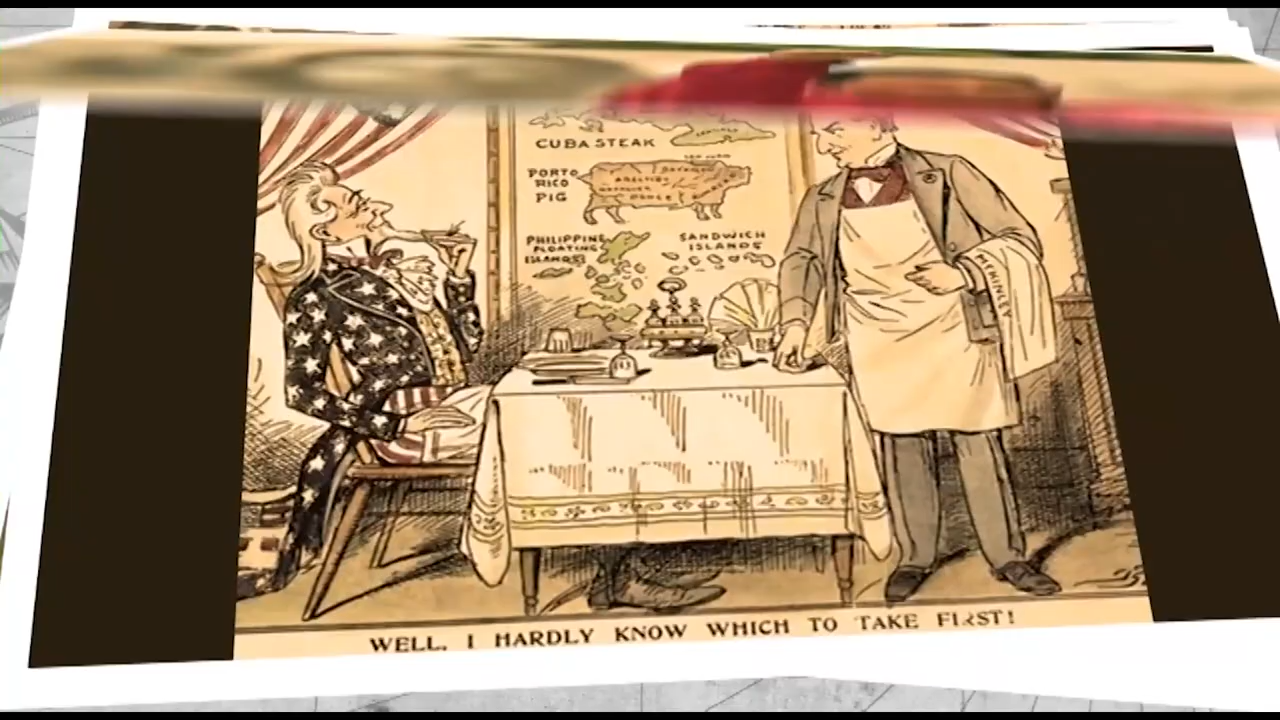 CUBA STEAK
PORTO
RICO
PIG
PHILIPPINE
FLOATING
ISLANDS
SANDWICH
ISLANDS
McKINLEY
WELL, I HARDLY KNOW WHICH TO TAKE FIRST!